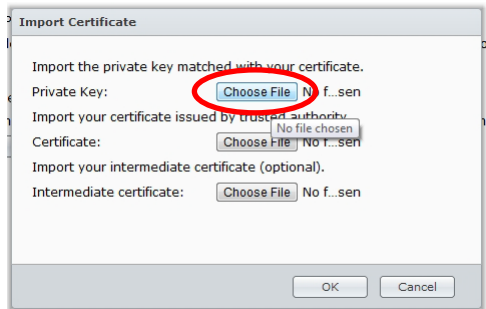 Import Certificate
Import the private key matched with your certificate.
Private Key: Choose File No f...sen
Import your certificate issued by trusted authority.
No file chosen
Certificate: Choose File No f...sen
Import your intermediate certificate (optional).
Intermediate certificate: Choose File No f...sen
OK Cancel